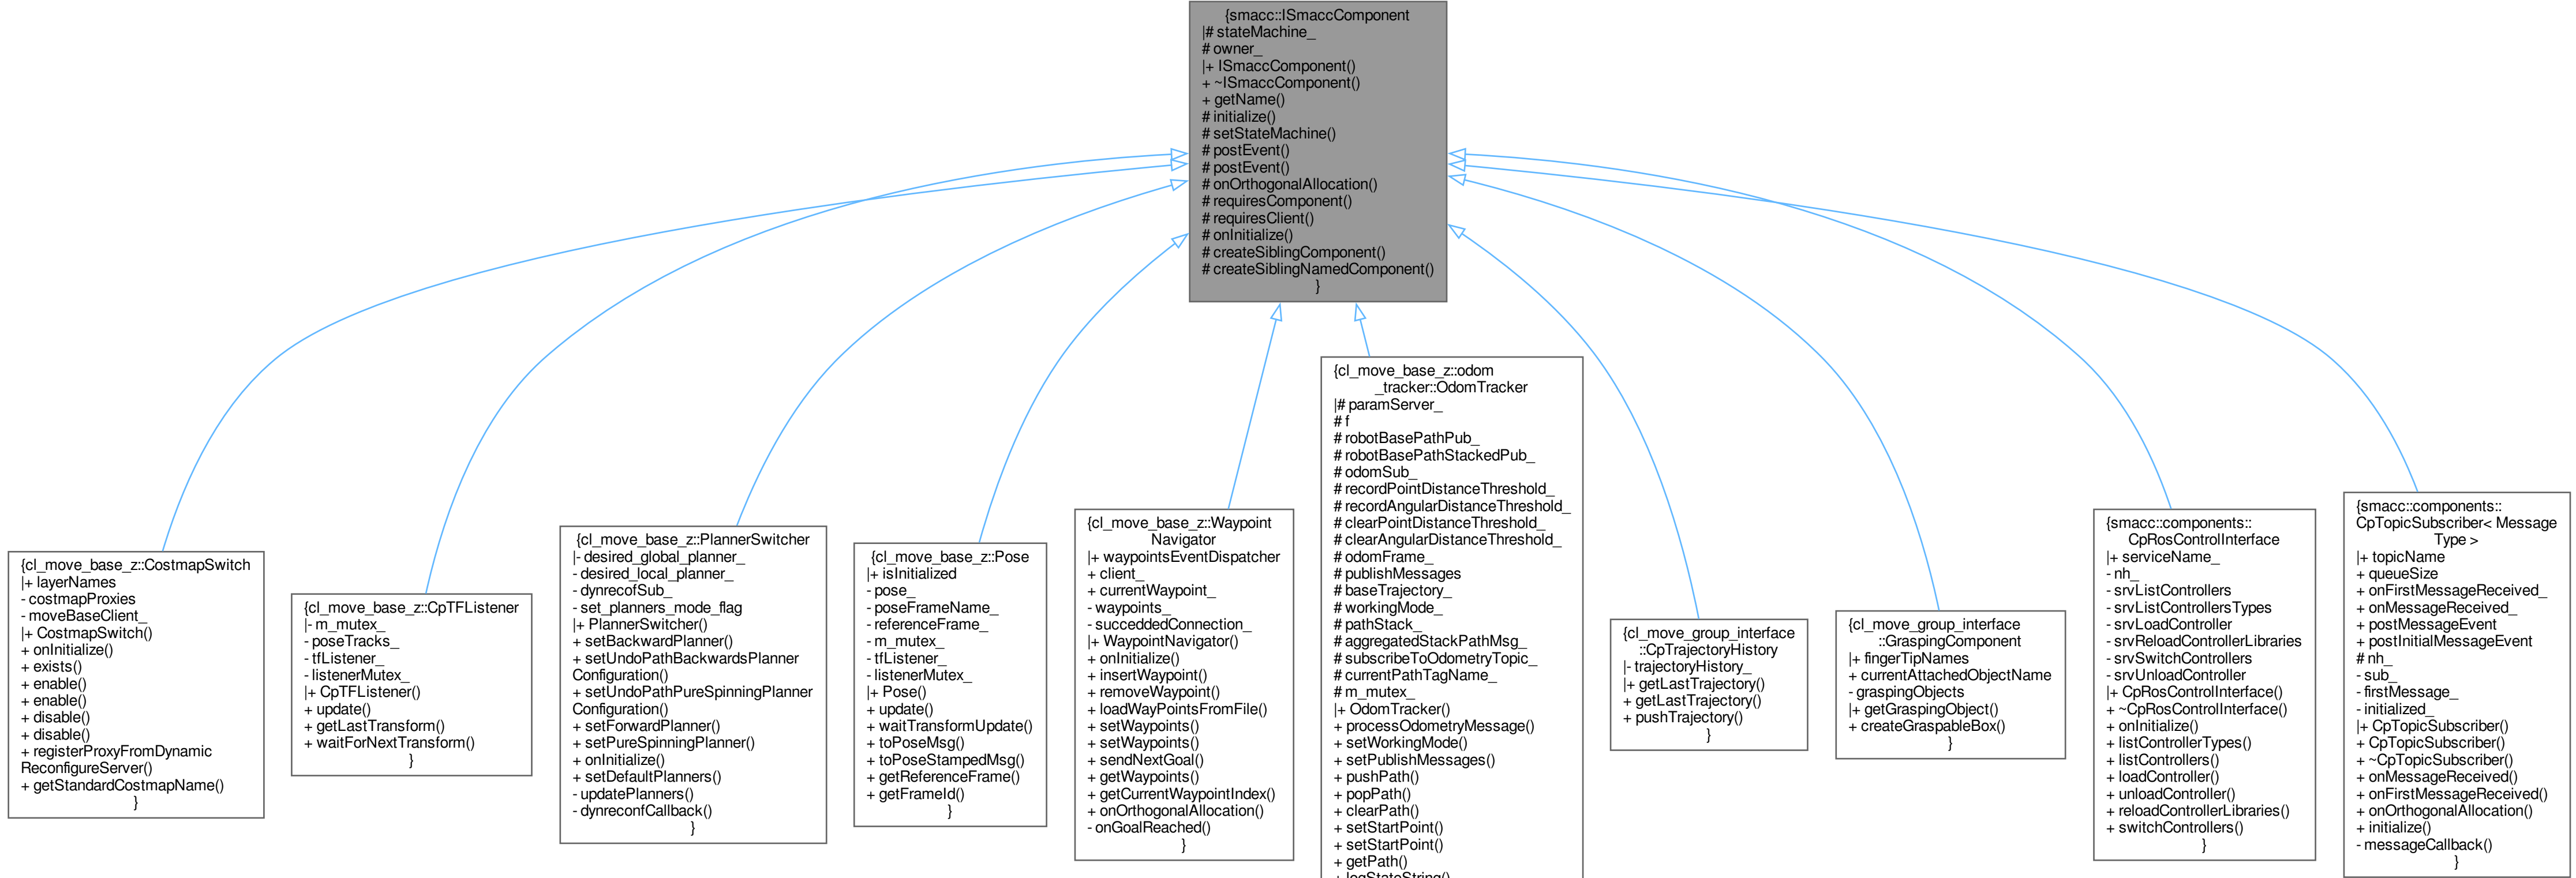 {smacc::ISmaccComponent
|# stateMachine_
# owner_
|+ ISmaccComponent()
+ ~ISmaccComponent()
+ getName()
# initialize()
# setStateMachine()
# postEvent()
# postEvent()
# onOrthogonalAllocation()
# requiresComponent()
# requiresClient()
# onInitialize()
# createSiblingComponent()
# createSiblingNamedComponent()
}
{cl_move_base_z::CostmapSwitch
|+ layerNames
- costmapProxies
- moveBaseClient_
|+ CostmapSwitch()
+ onInitialize()
+ exists()
+ enable()
+ enable()
+ disable()
+ disable()
+ registerProxyFromDynamic
ReconfigureServer()
+ getStandardCostmapName()
}
{cl_move_base_z::CpTFListener
|- m_mutex_
- poseTracks_
- tfListener_
- listenerMutex_
|+ CpTFListener()
+ update()
+ getLastTransform()
+ waitForNextTransform()
}
{cl_move_base_z::PlannerSwitcher
|- desired_global_planner_
- desired_local_planner_
- dynrecofSub_
- set_planners_mode_flag
|+ PlannerSwitcher()
+ setBackwardPlanner()
+ setUndoPathBackwardsPlanner
Configuration()
+ setUndoPathPureSpinningPlanner
Configuration()
+ setForwardPlanner()
+ setPureSpinningPlanner()
+ onInitialize()
+ setDefaultPlanners()
- updatePlanners()
- dynreconfCallback()
}
{cl_move_base_z::Pose
|+ isInitialized
- pose_
- poseFrameName_
- referenceFrame_
- m_mutex_
- tfListener_
- listenerMutex_
|+ Pose()
+ update()
+ waitTransformUpdate()
+ toPoseMsg()
+ toPoseStampedMsg()
+ getReferenceFrame()
+ getFrameId()
}
{cl_move_base_z::Waypoint
Navigator
|+ waypointsEventDispatcher
+ client_
+ currentWaypoint_
- waypoints_
- succeddedConnection_
|+ WaypointNavigator()
+ onInitialize()
+ insertWaypoint()
+ removeWaypoint()
+ loadWayPointsFromFile()
+ setWaypoints()
+ setWaypoints()
+ sendNextGoal()
+ getWaypoints()
+ getCurrentWaypointIndex()
+ onOrthogonalAllocation()
- onGoalReached()
}
{cl_move_base_z::odom
_tracker::OdomTracker
|# paramServer_
# f
# robotBasePathPub_
# robotBasePathStackedPub_
# odomSub_
# recordPointDistanceThreshold_
# recordAngularDistanceThreshold_
# clearPointDistanceThreshold_
# clearAngularDistanceThreshold_
# odomFrame_
# publishMessages
# baseTrajectory_
# workingMode_
# pathStack_
# aggregatedStackPathMsg_
# subscribeToOdometryTopic_
# currentPathTagName_
# m_mutex_
|+ OdomTracker()
+ processOdometryMessage()
+ setWorkingMode()
+ setPublishMessages()
+ pushPath()
+ popPath()
+ clearPath()
+ setStartPoint()
+ setStartPoint()
+ getPath()
+ logStateString()
{cl_move_group_interface
::CpTrajectoryHistory
|- trajectoryHistory_
|+ getLastTrajectory()
+ getLastTrajectory()
+ pushTrajectory()
}
{cl_move_group_interface
::GraspingComponent
|+ fingerTipNames
+ currentAttachedObjectName
- graspingObjects
|+ getGraspingObject()
+ createGraspableBox()
}
{smacc::components::
CpRosControlInterface
|+ serviceName_
- nh_
- srvListControllers
- srvListControllersTypes
- srvLoadController
- srvReloadControllerLibraries
- srvSwitchControllers
- srvUnloadController
|+ CpRosControlInterface()
+ ~CpRosControlInterface()
+ onInitialize()
+ listControllerTypes()
+ listControllers()
+ loadController()
+ unloadController()
+ reloadControllerLibraries()
+ switchControllers()
}
{smacc::components::
CpTopicSubscriber< Message
Type >
|+ topicName
+ queueSize
+ onFirstMessageReceived_
+ onMessageReceived_
+ postMessageEvent
+ postInitialMessageEvent
# nh_
- sub_
- firstMessage_
- initialized_
|+ CpTopicSubscriber()
+ CpTopicSubscriber()
+ ~CpTopicSubscriber()
+ onMessageReceived()
+ onFirstMessageReceived()
+ onOrthogonalAllocation()
+ initialize()
- messageCallback()
}